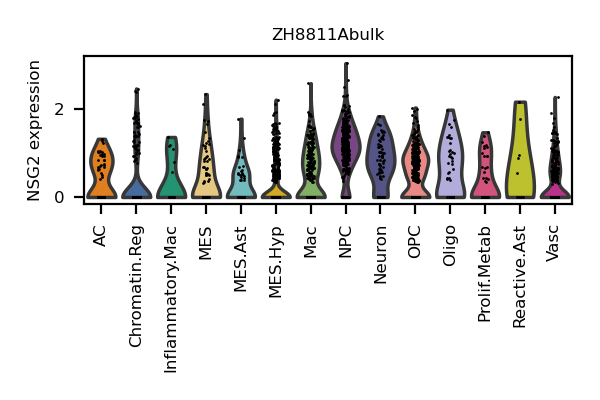 ZH8811Abulk
NSG2 expression
2
0
AC
Chromatin.Reg
Inflammatory.Mac
MES
MES.Ast
MES.Hyp
Mac
NPC
Neuron
OPC
Oligo
Prolif.Metab
Reactive.Ast
Vasc